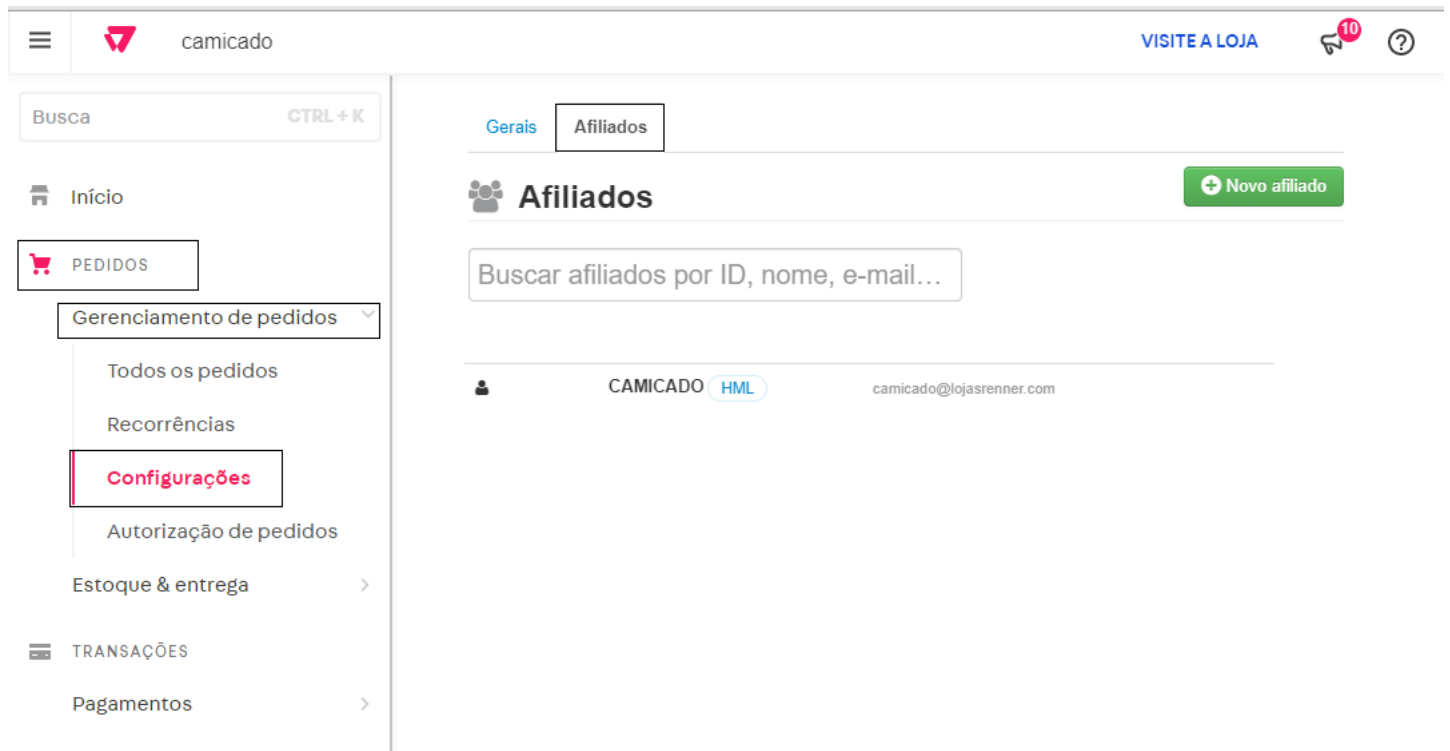 camicado
VISITE A LOJA
10
Busca CTRL + K
Início
PEDIDOS
Gerenciamento de pedidos
Todos os pedidos
Recorrências
Configurações
Autorização de pedidos
Estoque & entrega
TRANSAÇÕES
Pagamentos
Gerais Afiliados
Afiliados
Novo afiliado
Buscar afiliados por ID, nome, e-mail…
CAMICADO HML camicado@lojasrenner.com